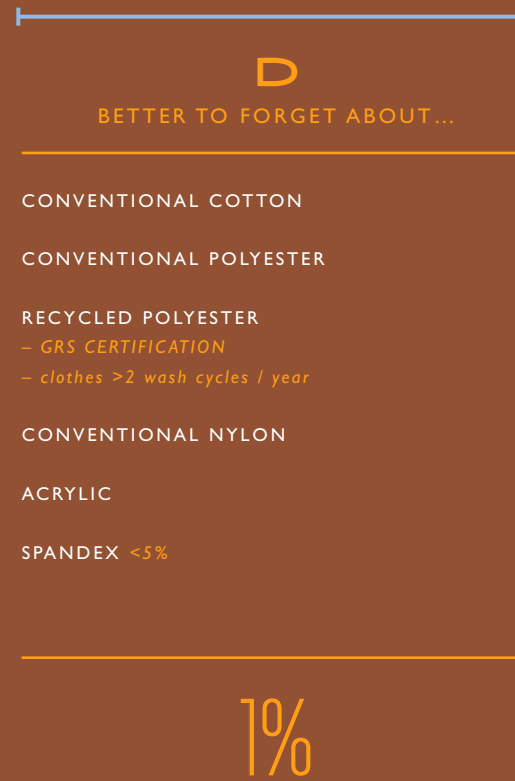 D
BETTER TO FORGET ABOUT...
CONVENTIONAL COTTON
CONVENTIONAL POLYESTER
RECYCLED POLYESTER
– GRS CERTIFICATION
– clothes >2 wash cycles / year
CONVENTIONAL NYLON
ACRYLIC
SPANDEX <5%
1%